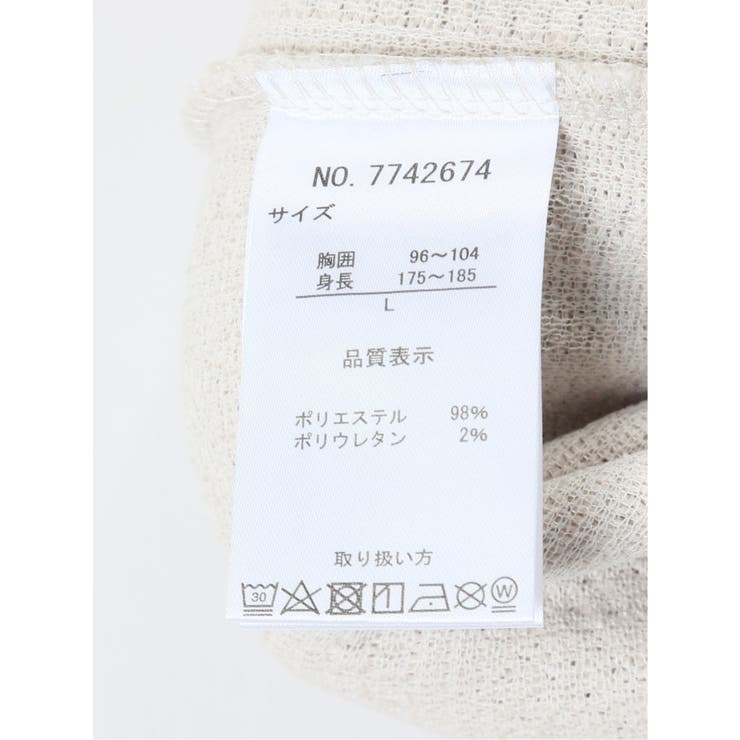 NO. 7742674
サイズ
胸囲 96～104
身長 175～185
L
品質表示
ポリエステル 98%
ポリウレタン 2%
取り扱い方
30 W